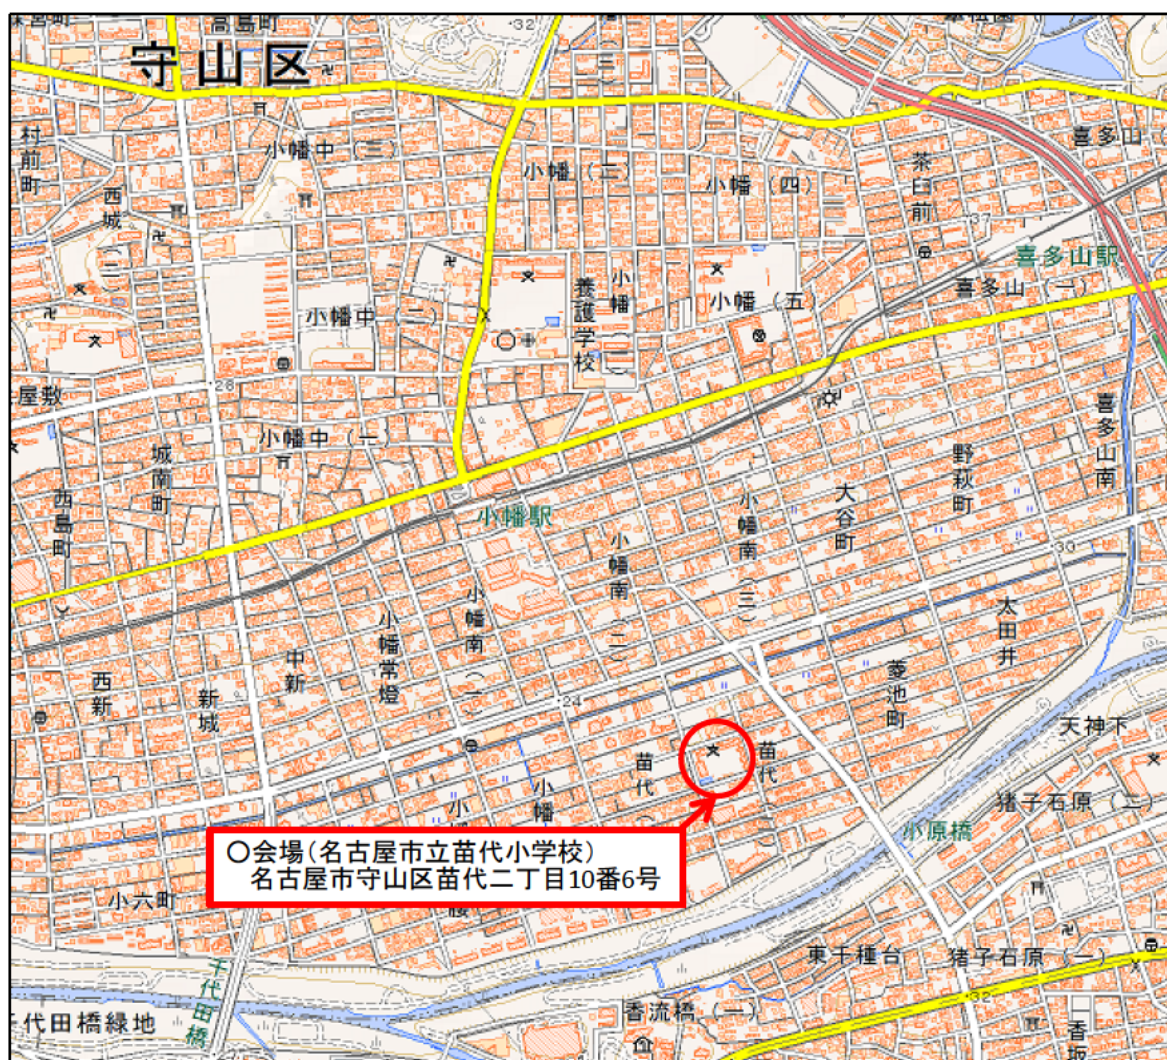 高島町
·32
守山区
村前町
小幡中(三)
小幡(三)
小幡(四)
茶臼前
喜多山(
西城(二)
·37
喜多山駅
小幡中(二)
養護学校
小幡(
小幡(五)
喜多山(一)
·28
屋敷
小幡中(一)
城南町
西島町
小幡駅
小幡南(三)
大谷町
野萩町
喜多山南
小幡南(二)
·30
小幡南(一)
小幡常燈
中新
新城
西新
太田井
菱池町
·24
天神下
苗代(
苗代(二)
小幡
猪子石原(二)
小原橋
〇会場(名古屋市立苗代小学校)
名古屋市守山区苗代二丁目10番6号
小六町
千代田橋
東千種台
猪子石原(一)
·32
千代田橋緑地
香流橋(一)